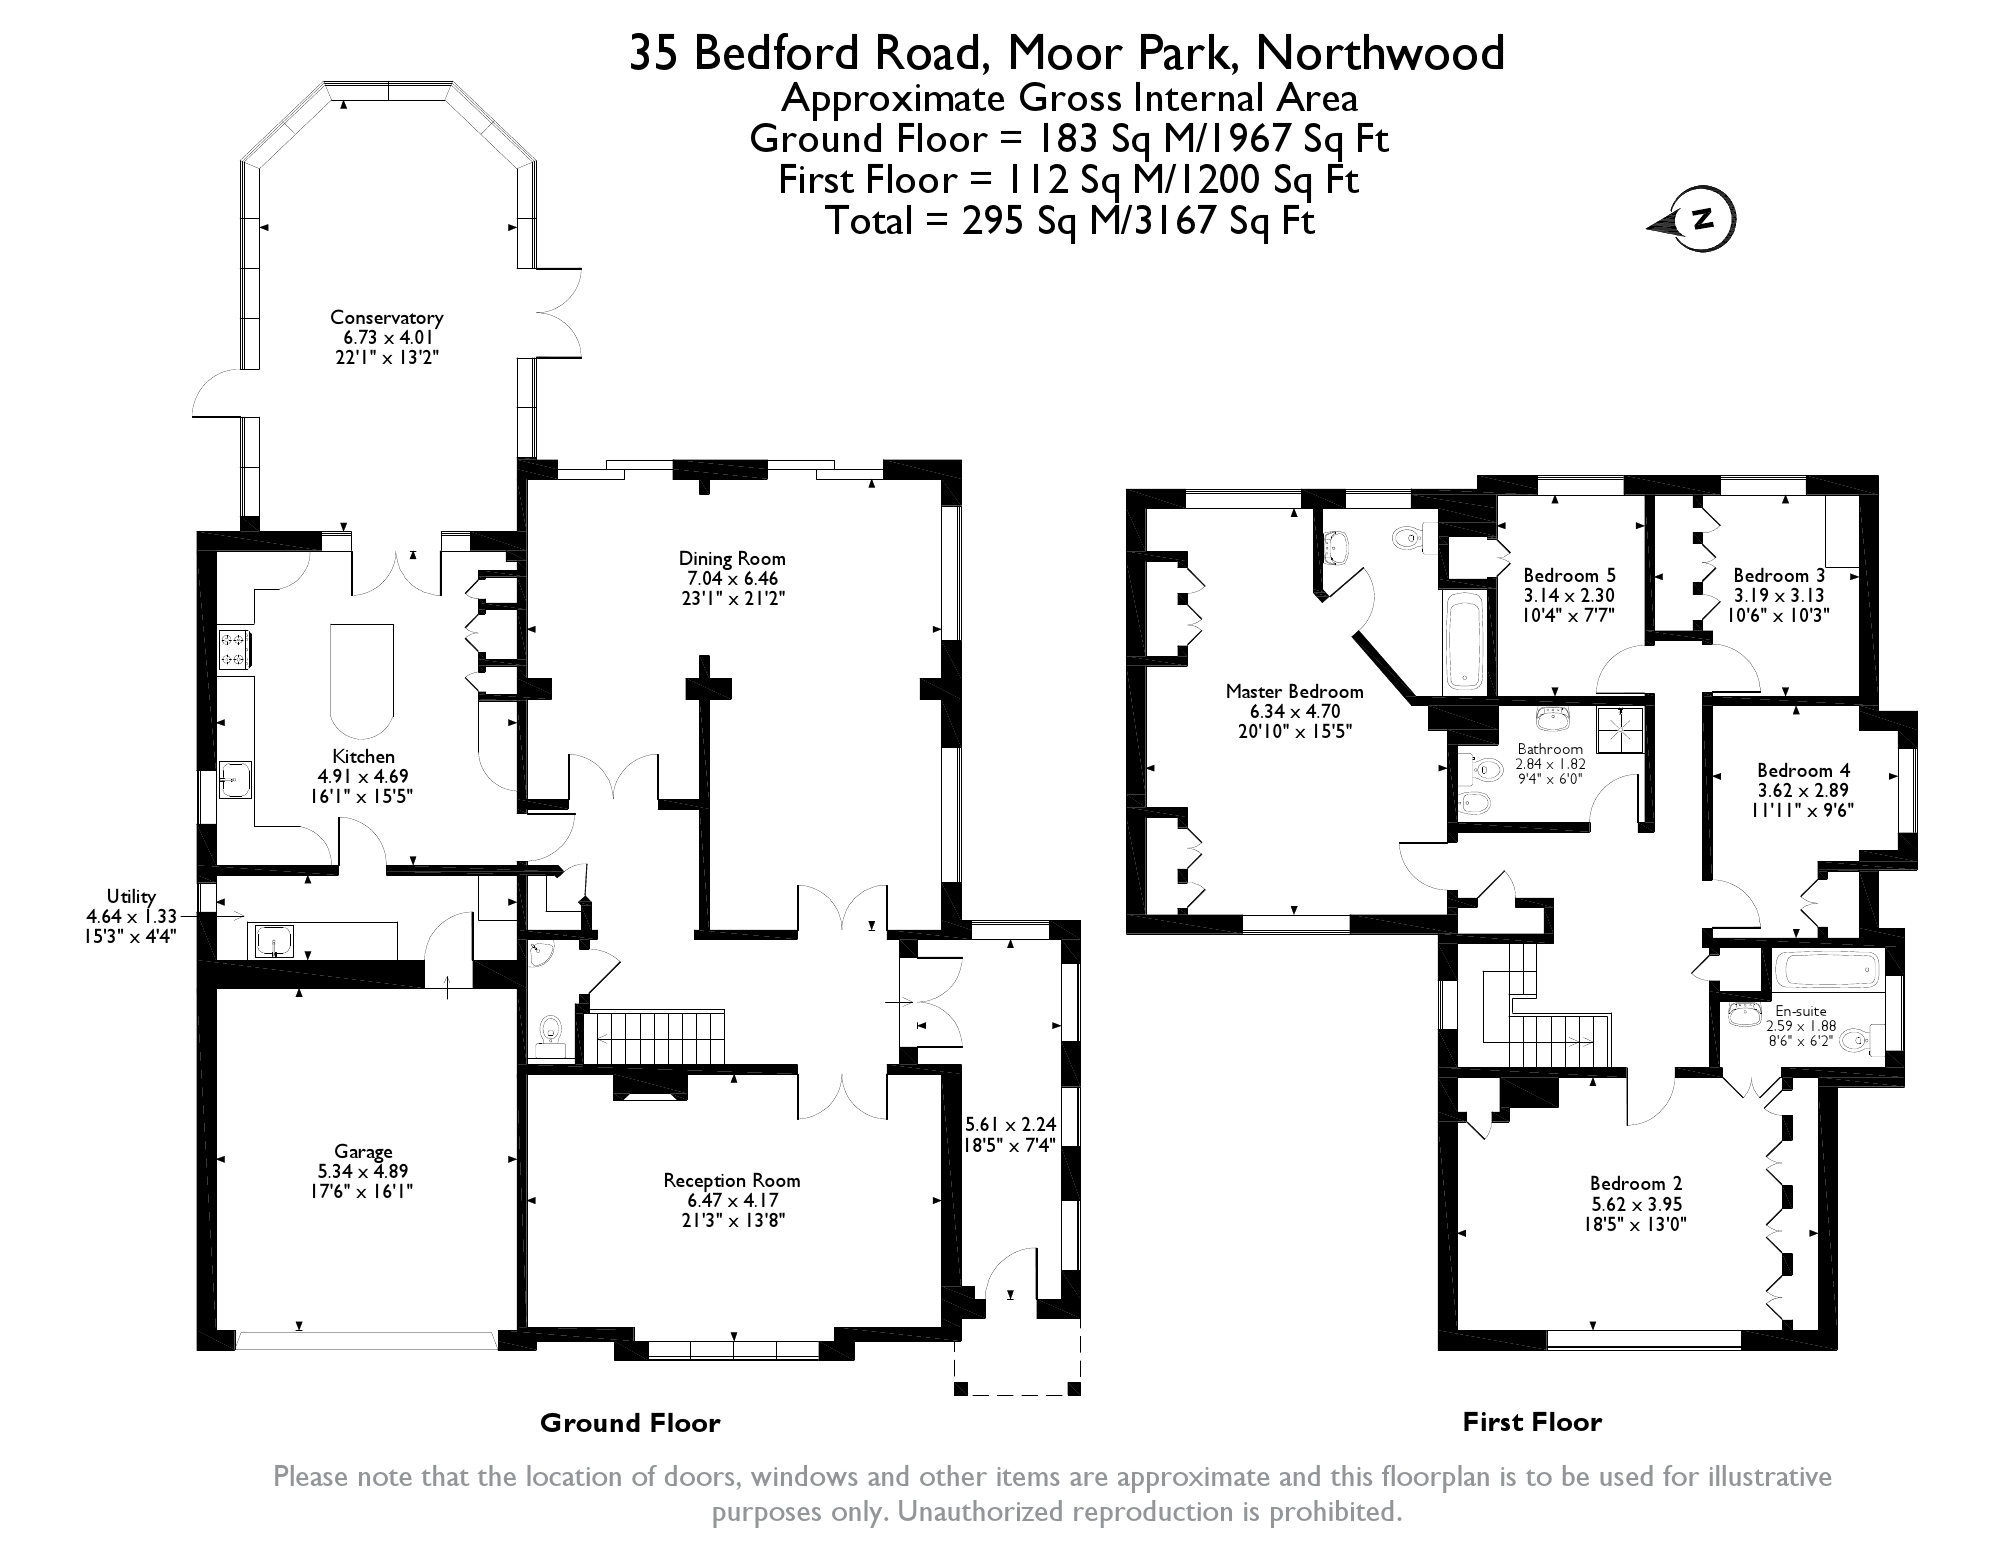 35 Bedford Road, Moor Park, Northwood
Approximate Gross Internal Area
Ground Floor = 183 Sq M/1967 Sq Ft
First Floor = 112 Sq M/1200 Sq Ft
Total = 295 Sq M/3167 Sq Ft
N
Conservatory
6.73 x 4.01
22'1" x 13'2"
Dining Room
7.04 x 6.46
23'1" x 21'2"
Kitchen
4.91 x 4.69
16'1" x 15'5"
Utility
4.64 x 1.33
15'3" x 4'4"
Garage
5.34 x 4.89
17'6" x 16'1"
Reception Room
6.47 x 4.17
21'3" x 13'8"
5.61 x 2.24
18'5" x 7'4"
Ground Floor
Master Bedroom
6.34 x 4.70
20'10" x 15'5"
Bedroom 5
3.14 x 2.30
10'4" x 7'7"
Bedroom 3
3.19 x 3.13
10'6" x 10'3"
Bathroom
2.84 x 1.82
9'4" x 6'0"
Bedroom 4
3.62 x 2.89
11'11" x 9'6"
En-suite
2.59 x 1.88
8'6" x 6'2"
Bedroom 2
5.62 x 3.95
18'5" x 13'0"
First Floor
Please note that the location of doors, windows and other items are approximate and this floorplan is to be used for illustrative
purposes only. Unauthorized reproduction is prohibited.